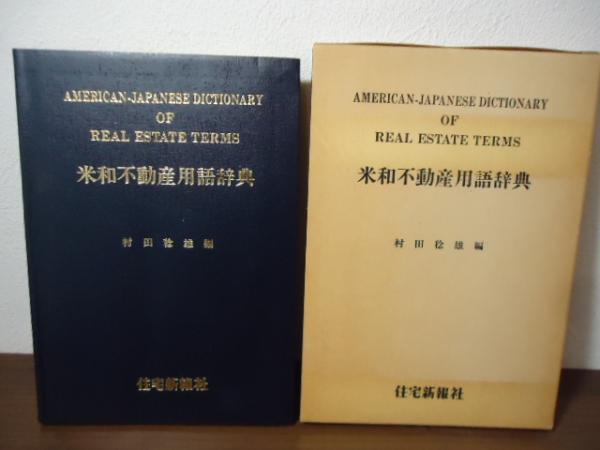 AMERICAN-JAPANESE DICTIONARY
OF
REAL ESTATE TERMS
米和不動産用語辞典
村田稔雄編
住宅新報社
AMERICAN-JAPANESE DICTIONARY
OF
REAL ESTATE TERMS
米和不動産用語辞典
村田稔雄編
住宅新報社